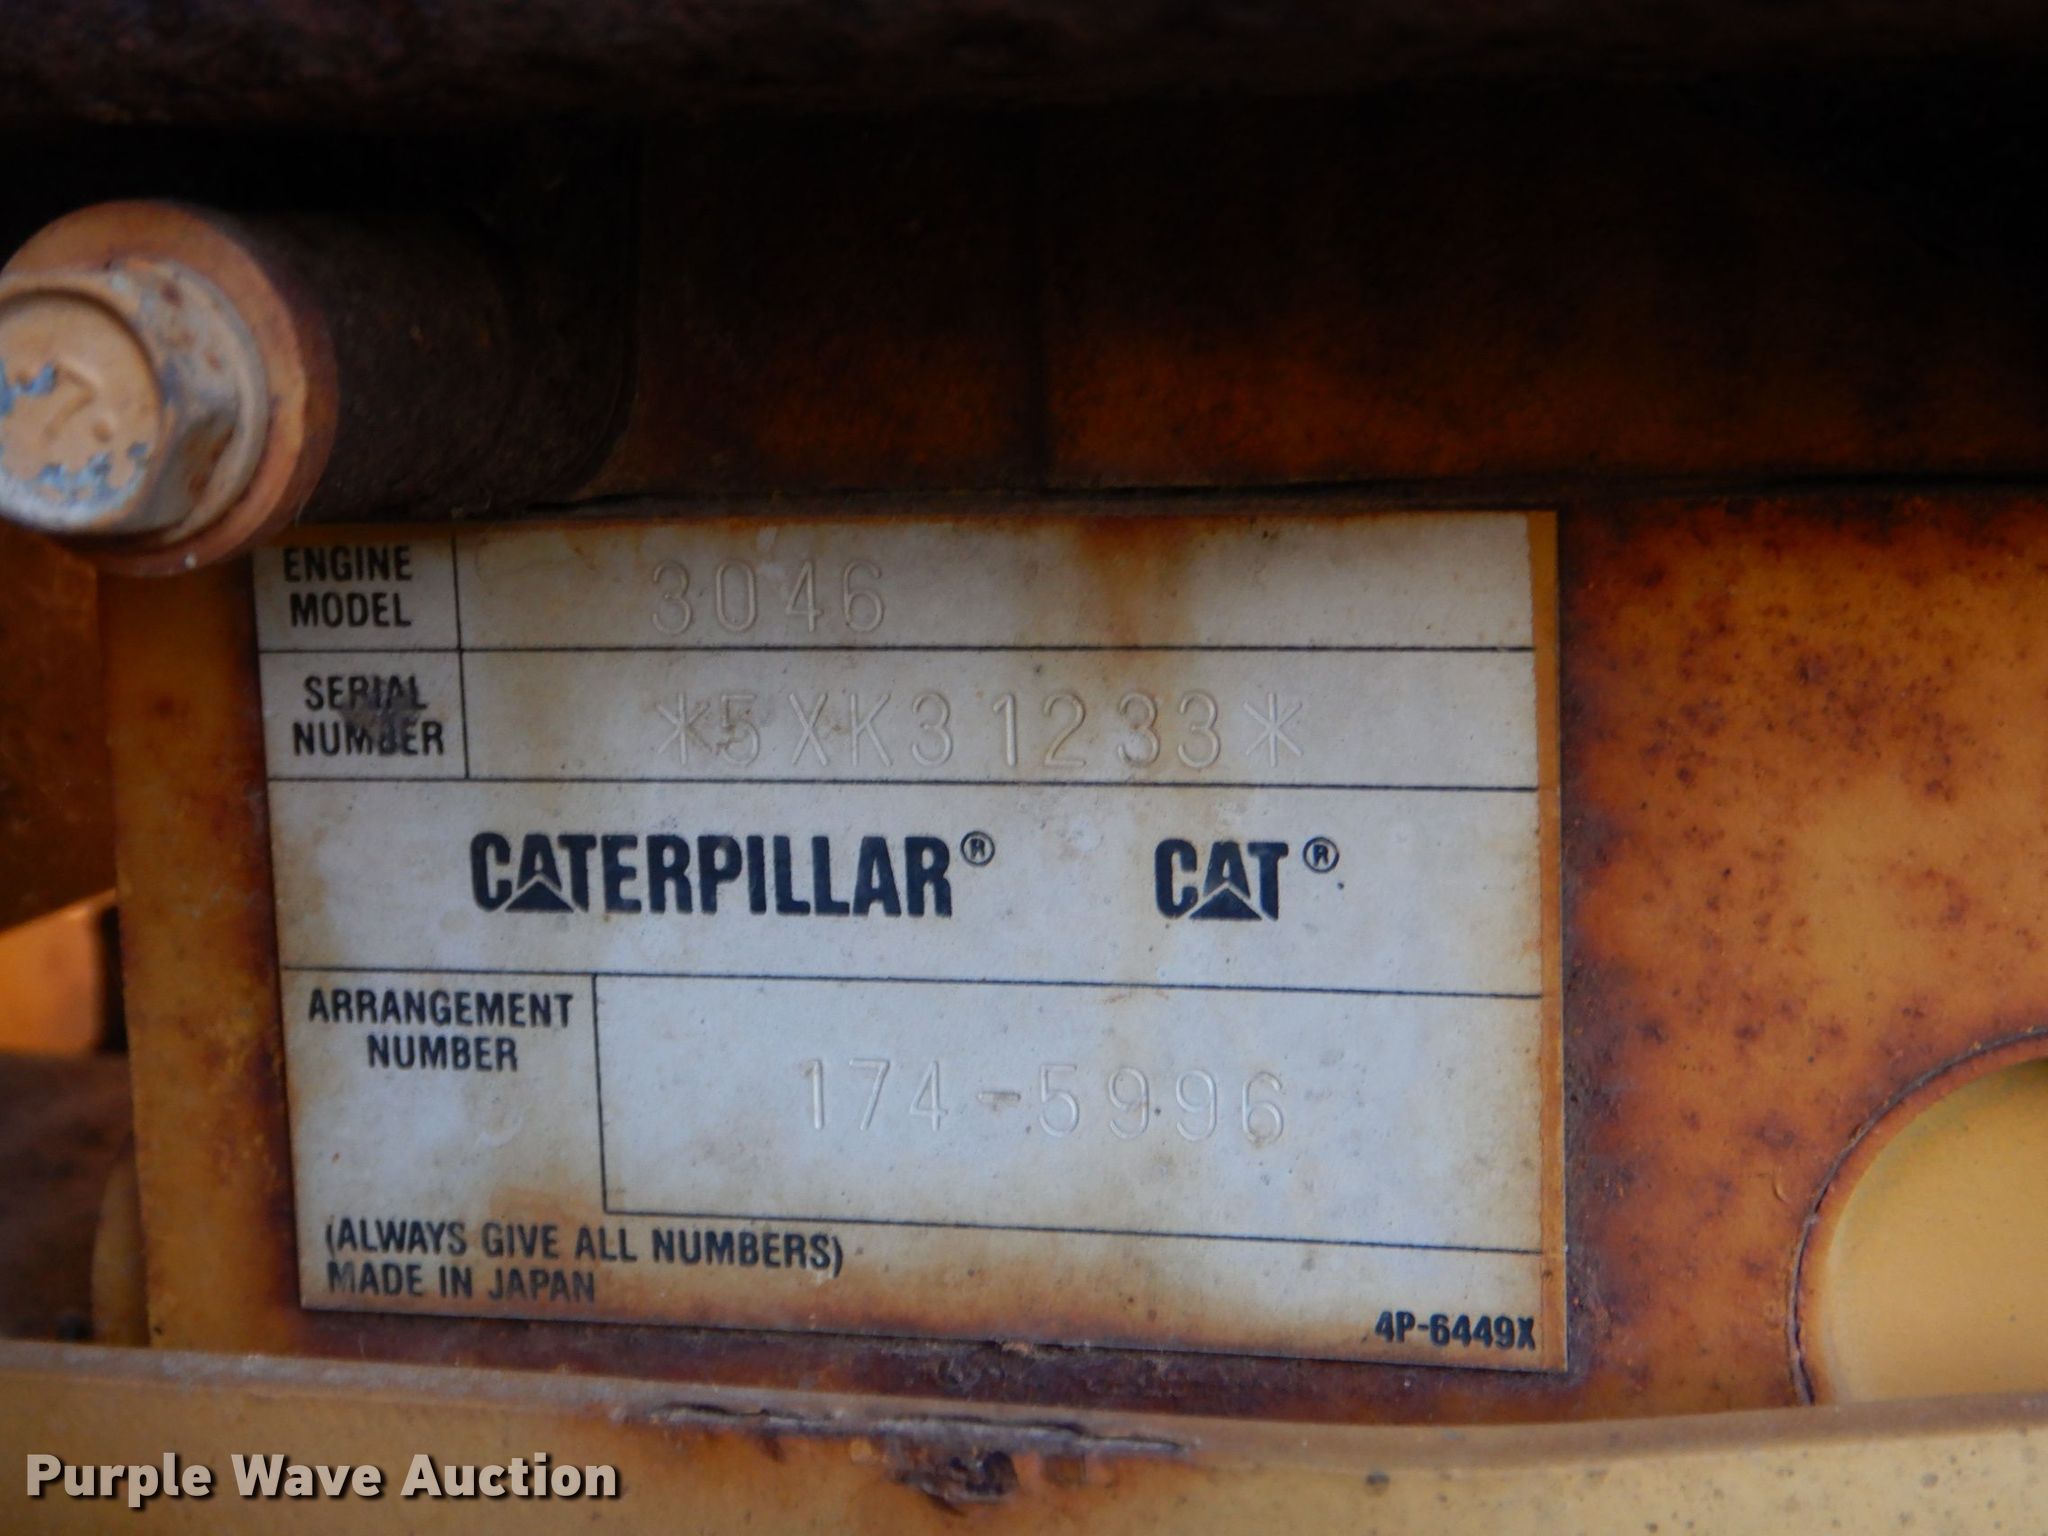 7
ENGINE MODEL 3046
SERIAL NUMBER *5XK31233*
CATERPILLAR® CAT®
ARRANGEMENT NUMBER 174-5996
(ALWAYS GIVE ALL NUMBERS)
MADE IN JAPAN
4P-6449X
Purple Wave Auction